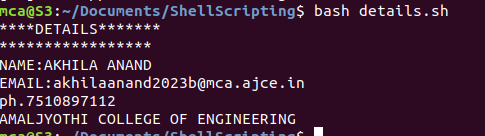 mca@S3:~/Documents/ShellScripting$ bash details.sh
****DETAILS*******
*****************
NAME:AKHILA ANAND
EMAIL:akhilaanand2023b@mca.ajce.in
ph.7510897112
AMALJYOTHI COLLEGE OF ENGINEERING
mca@S3:~/Documents/ShellScripting$